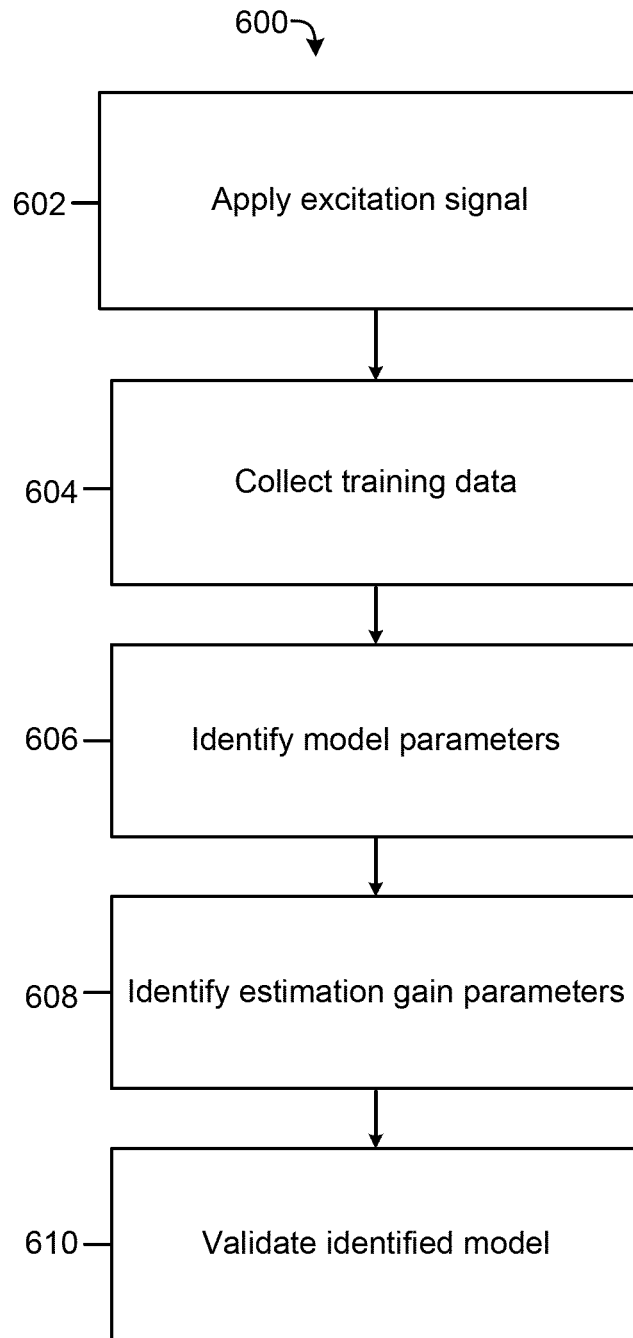 600
602
Apply excitation signal
604
Collect training data
606
Identify model parameters
608
Identify estimation gain parameters
610
Validate identified model